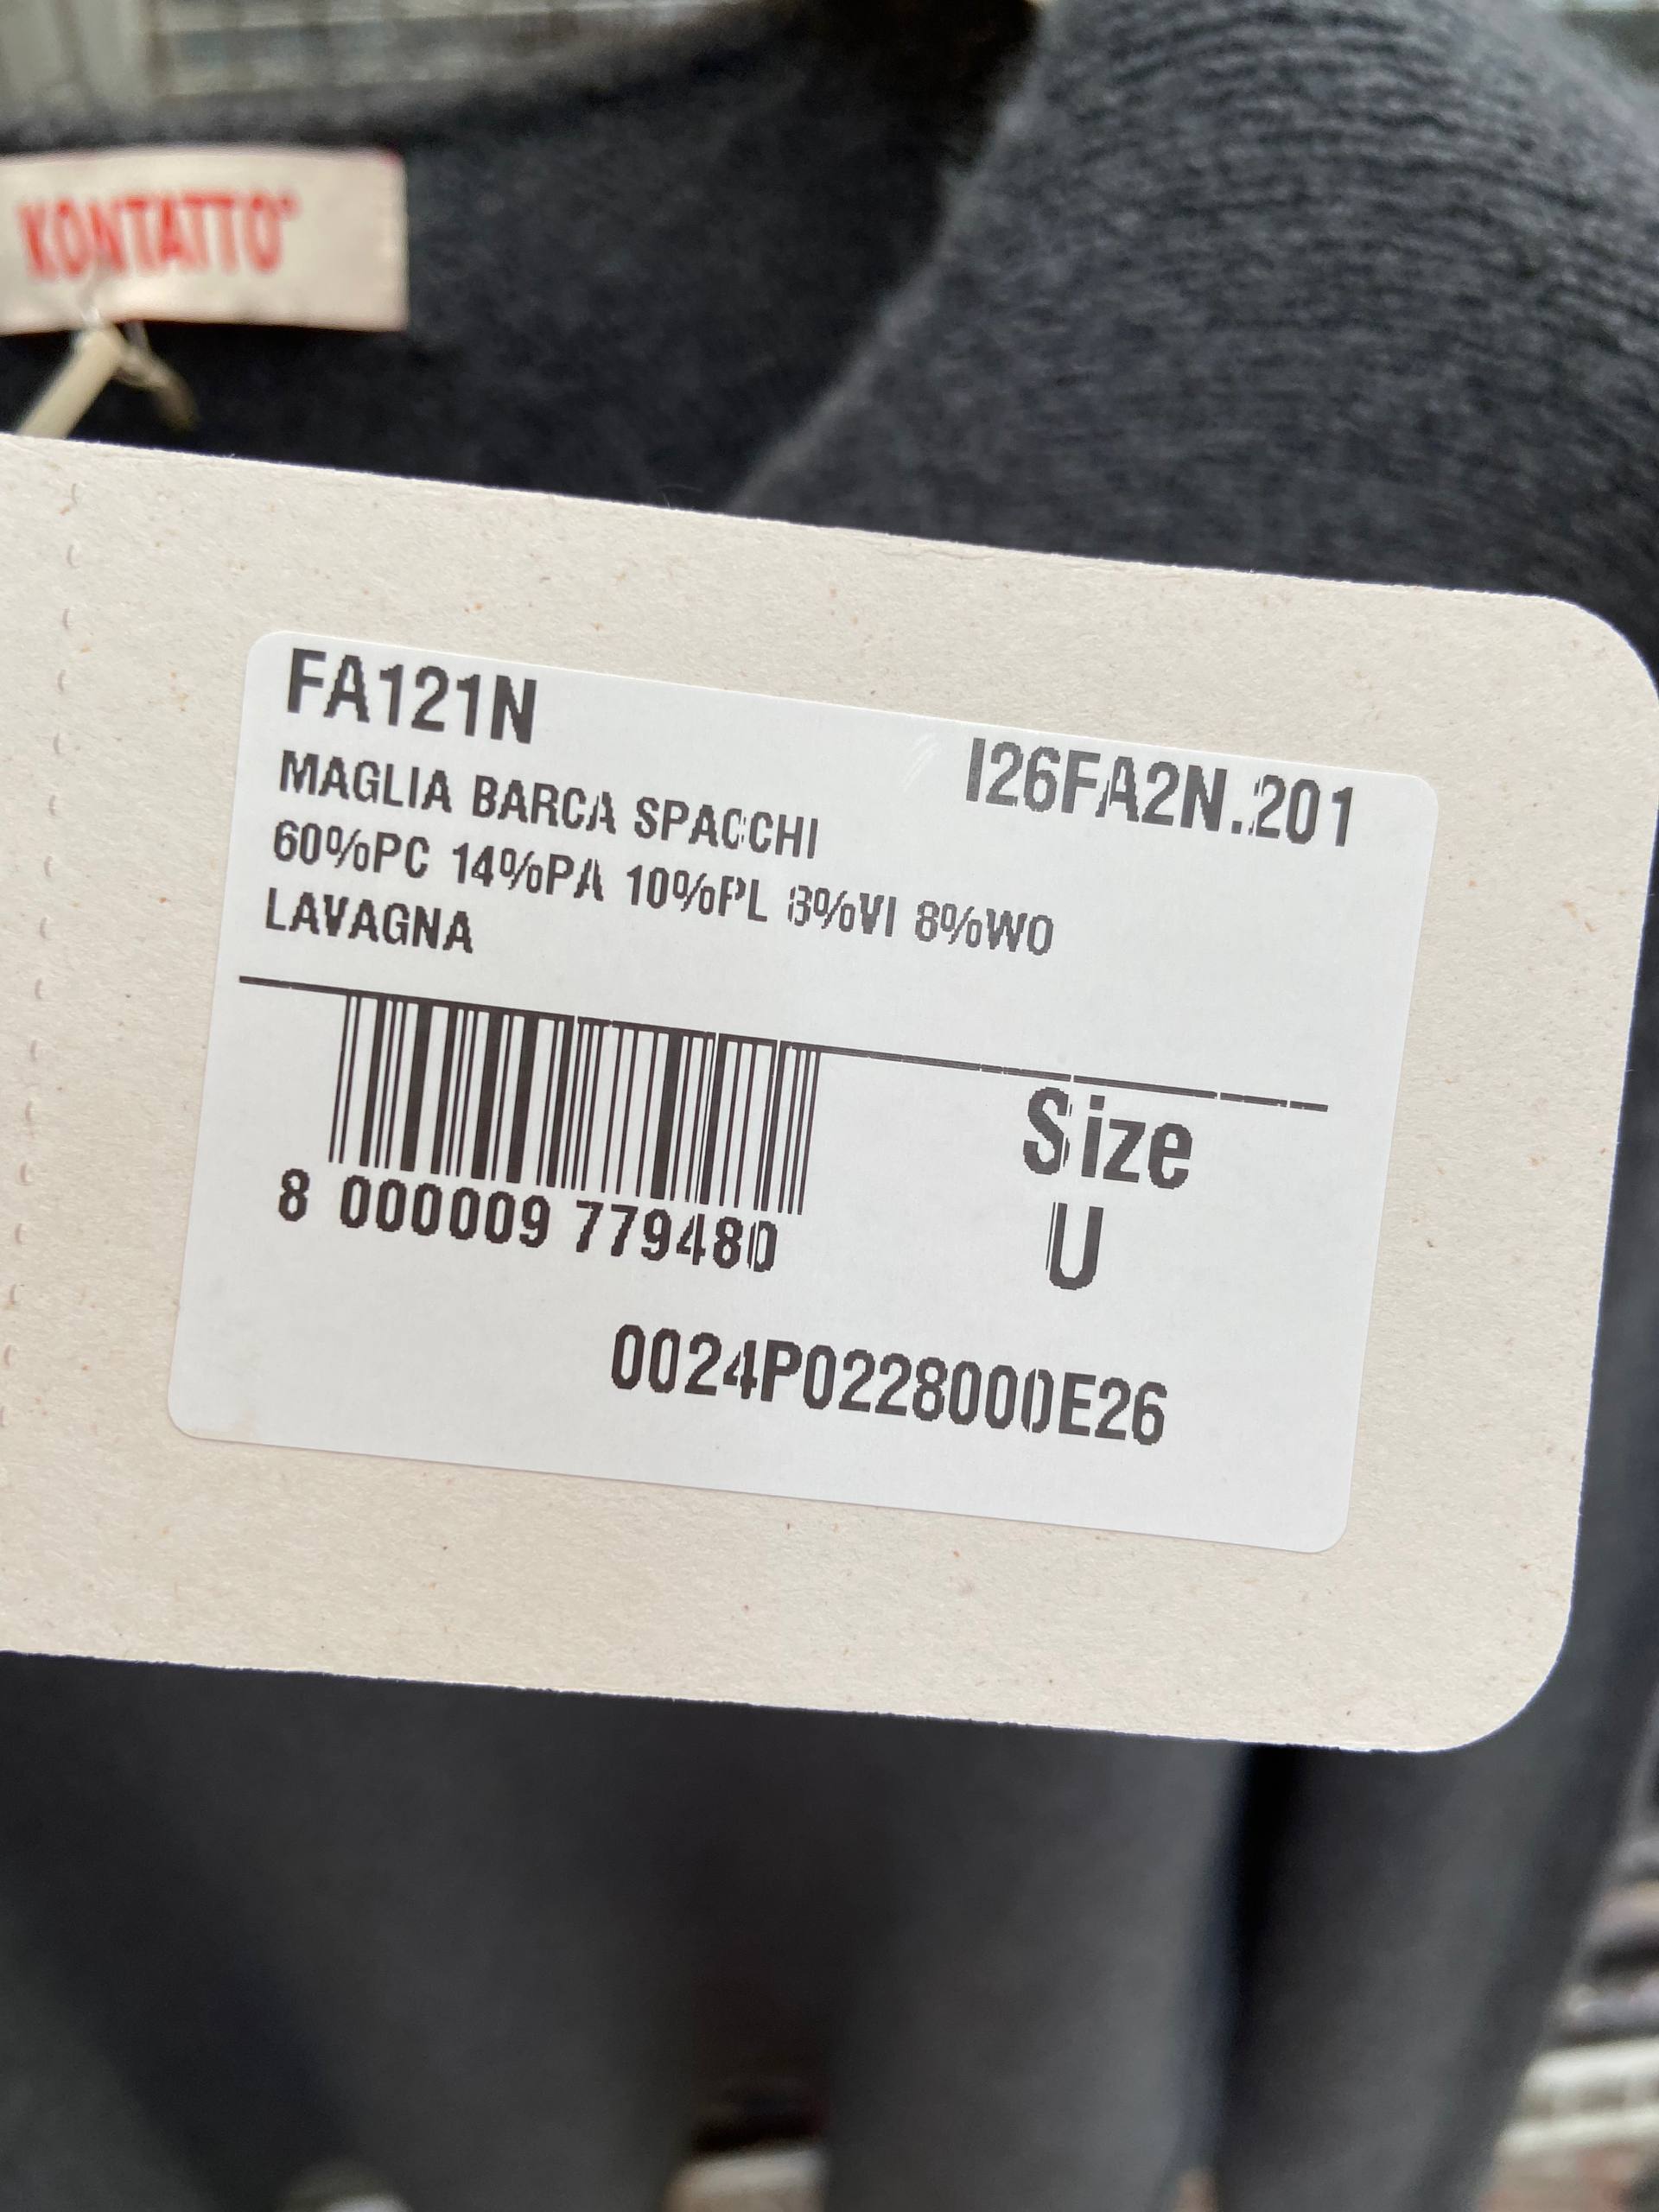 KONTATTO®
FA121N
I26FA2N..201
MAGLIA BARCA SPACCHI
60%PC 14%PA 10%PL 8%VI 8%WO
LAVAGNA
8 000009 779480
Size
U
0024P0228000E26